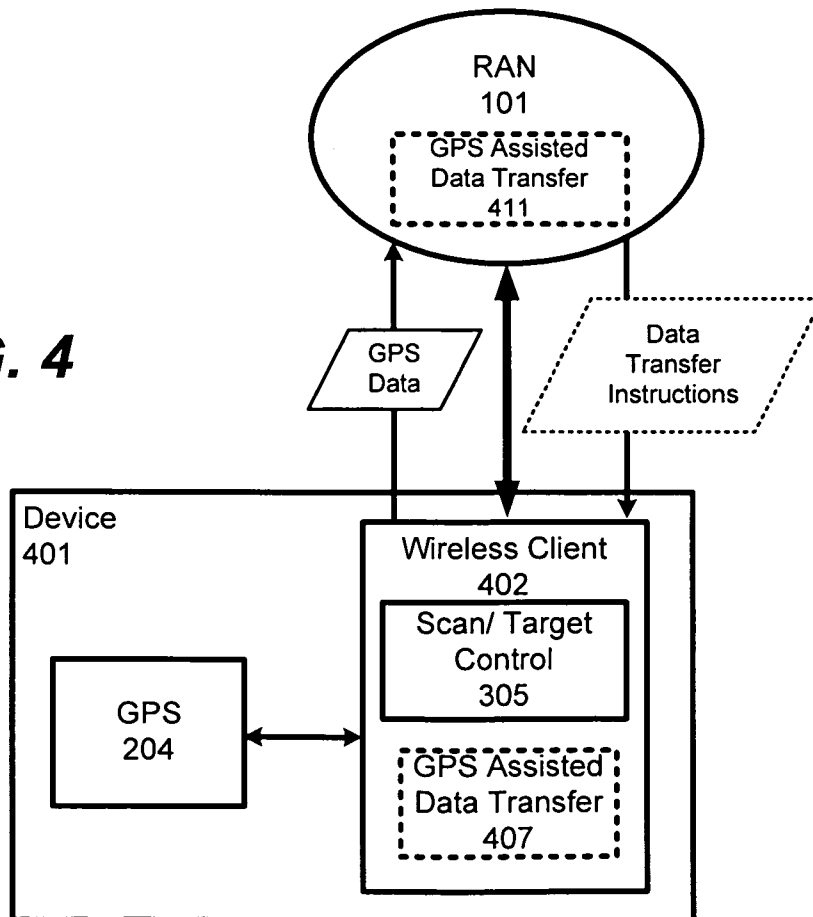 RAN
101
GPS Assisted
Data Transfer
411
GPS
Data
Data
Transfer
Instructions
G. 4
Device
401
Wireless Client
402
Scan/ Target
Control
305
GPS
204
GPS Assisted
Data Transfer
407